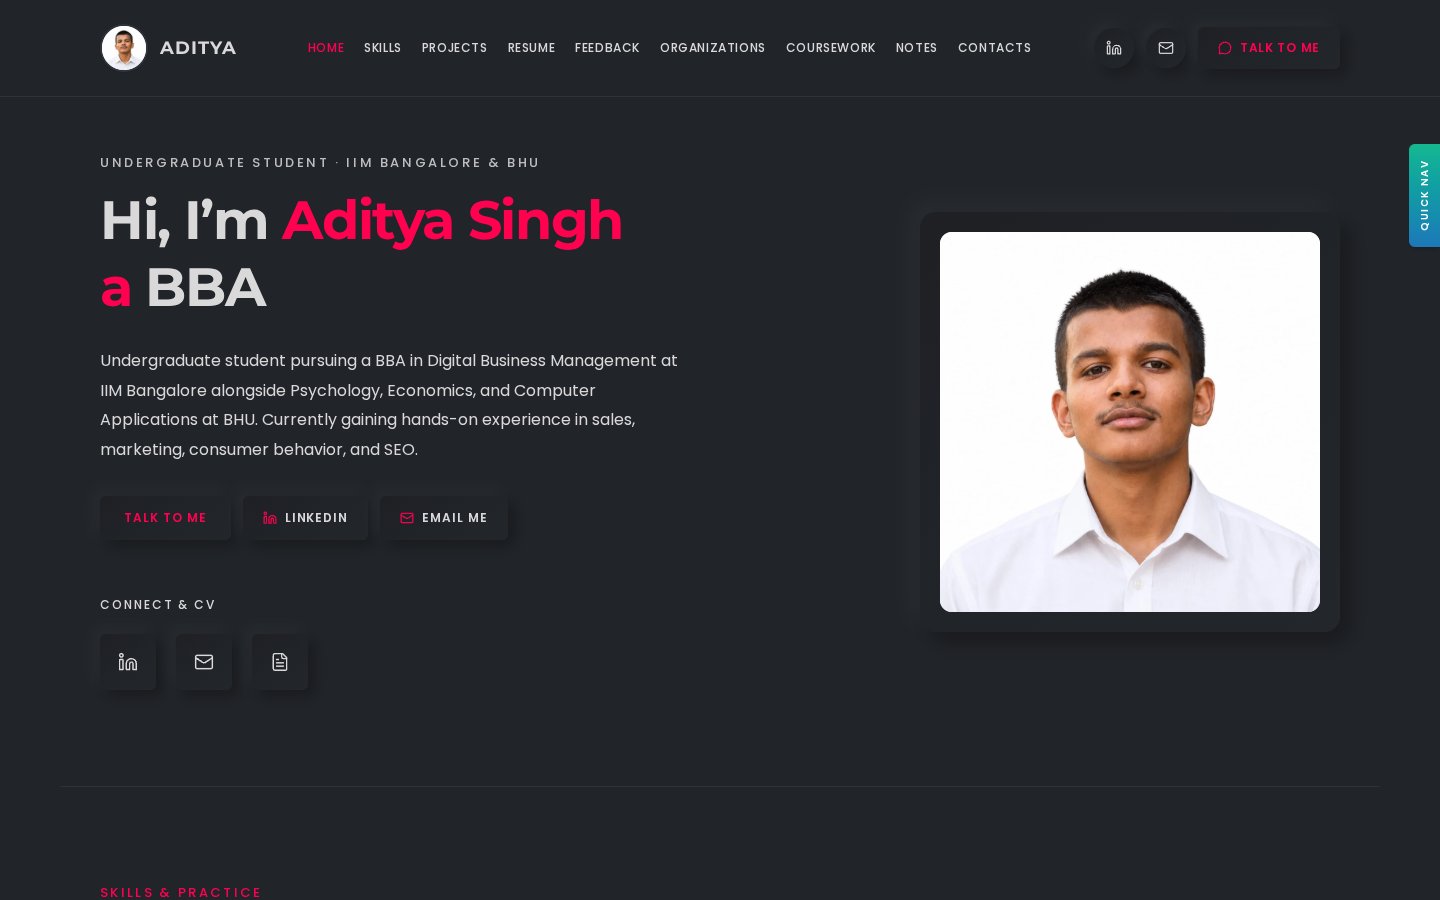 ADITYA
HOME SKILLS PROJECTS RESUME FEEDBACK ORGANIZATIONS COURSEWORK NOTES CONTACTS
TALK TO ME
QUICK NAV
UNDERGRADUATE STUDENT · IIM BANGALORE & BHU
Hi, I’m Aditya Singh
a BBA
Undergraduate student pursuing a BBA in Digital Business Management at
IIM Bangalore alongside Psychology, Economics, and Computer
Applications at BHU. Currently gaining hands-on experience in sales,
marketing, consumer behavior, and SEO.
TALK TO ME
LINKEDIN
EMAIL ME
CONNECT & CV
SKILLS & PRACTICE